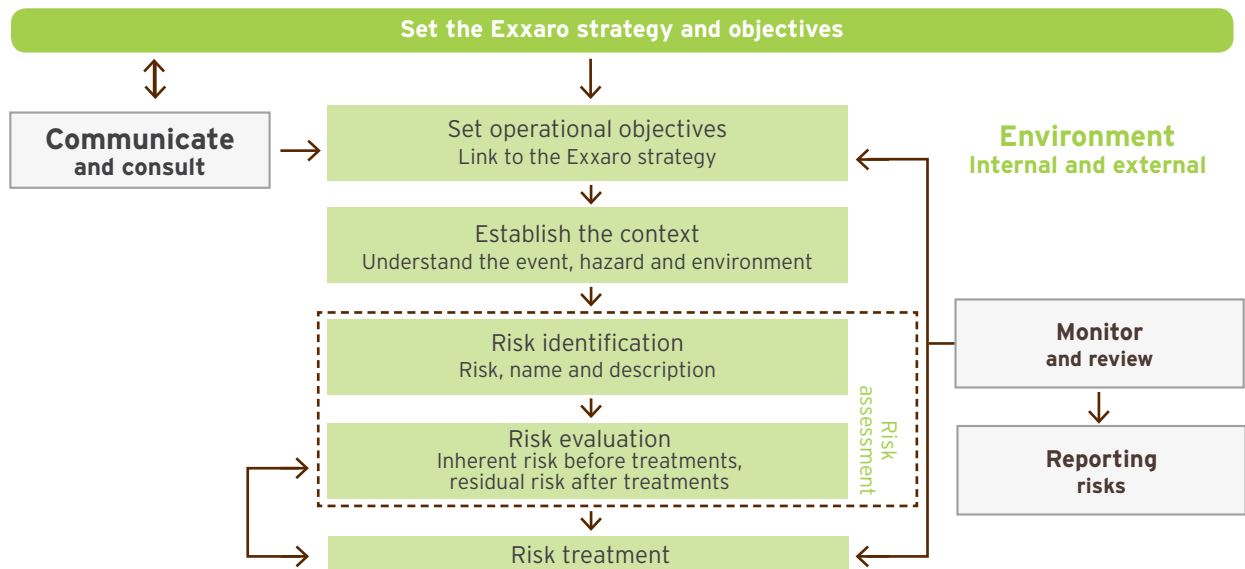 Set the Exxaro strategy and objectives
Communicate
and consult
Set operational objectives
Link to the Exxaro strategy
Environment
Internal and external
Establish the context
Understand the event, hazard and environment
Risk identification
Risk, name and description
Risk
assessment
Monitor
and review
Risk evaluation
Inherent risk before treatments,
residual risk after treatments
Reporting
risks
Risk treatment